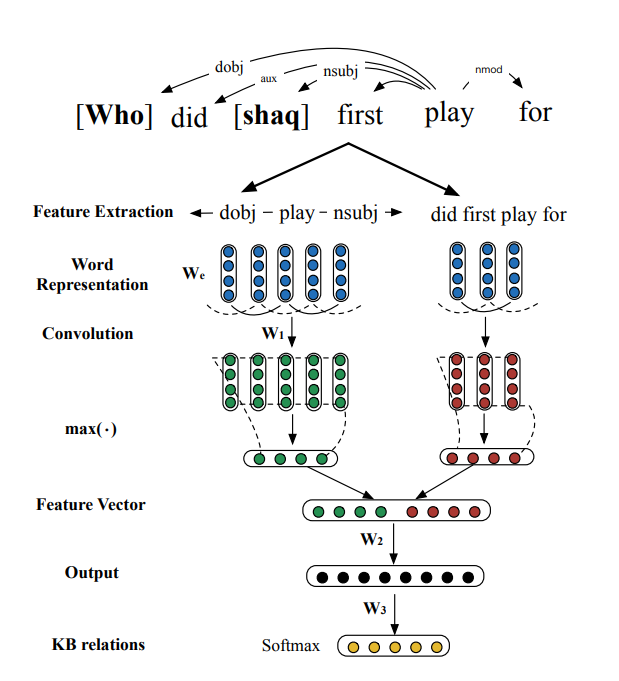 dobj aux nsubj nmod
[Who] did [shaq] first play for
Feature Extraction dobj – play – nsubj did first play for
Word
Representation
We
Convolution
W1
max(·)
Feature Vector
W2
Output
W3
KB relations Softmax